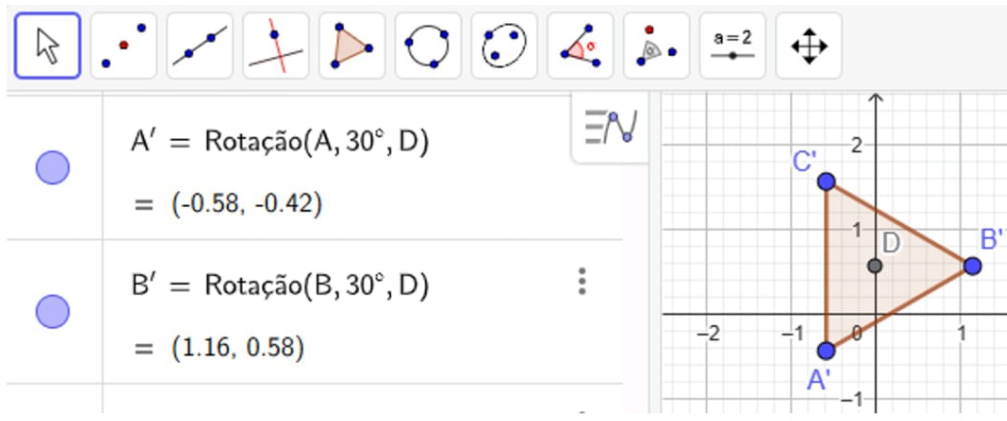 a=2
A′ = Rotação(A, 30°, D)
= (-0.58, -0.42)
B′ = Rotação(B, 30°, D)
= (1.16, 0.58)
2
C'
1
D
B'
-2
-1
0
1
A'
-1